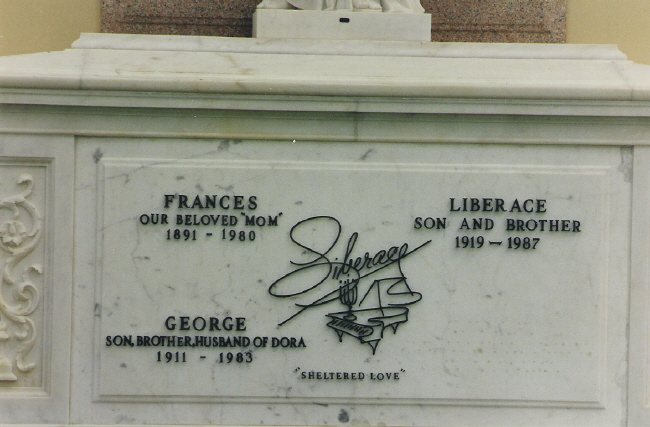 FRANCES
OUR BELOVED "MOM"
1891 - 1980
LIBERACE
SON AND BROTHER
1919 - 1987
Liberace
GEORGE
SON, BROTHER, HUSBAND OF DORA
1911 - 1983
"SHELTERED LOVE"